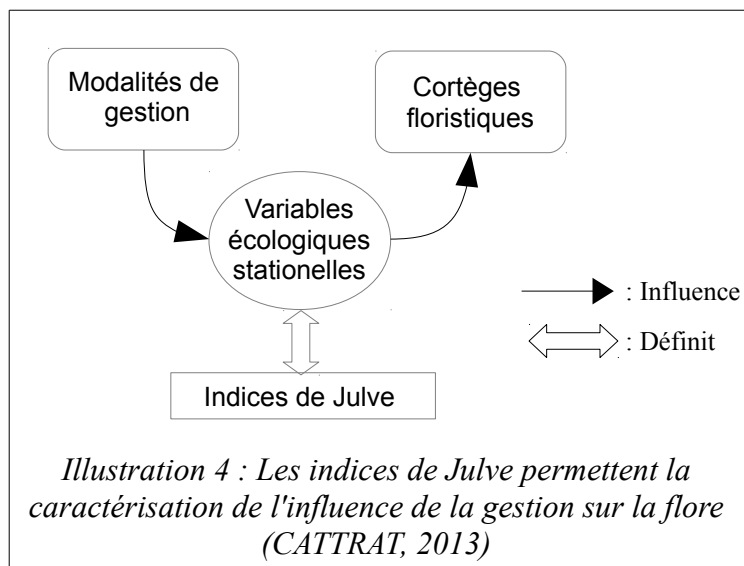 Modalités de
gestion
Cortèges
floristiques
Variables
écologiques
stationelles
: Influence
: Définit
Indices de Julve
Illustration 4 : Les indices de Julve permettent la
caractérisation de l'influence de la gestion sur la flore
(CATTRAT, 2013)